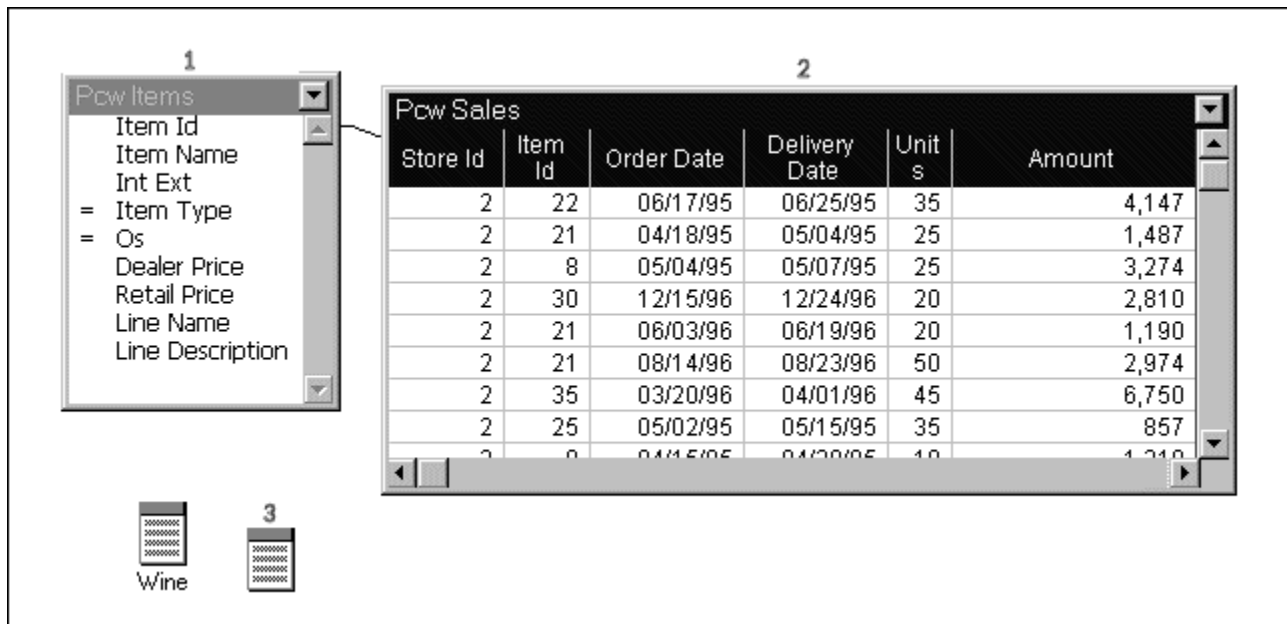 1
Pcw Items
Item Id
Item Name
Int Ext
= Item Type
= Os
Dealer Price
Retail Price
Line Name
Line Description
2
Pcw Sales
Store Id Item Id Order Date Delivery Date Unit s Amount
2 22 06/17/95 06/25/95 35 4,147
2 21 04/18/95 05/04/95 25 1,487
2 8 05/04/95 05/07/95 25 3,274
2 30 12/15/96 12/24/96 20 2,810
2 21 06/03/96 06/19/96 20 1,190
2 21 08/14/96 08/23/96 50 2,974
2 35 03/20/96 04/01/96 45 6,750
2 25 05/02/95 05/15/95 35 857
Wine
3